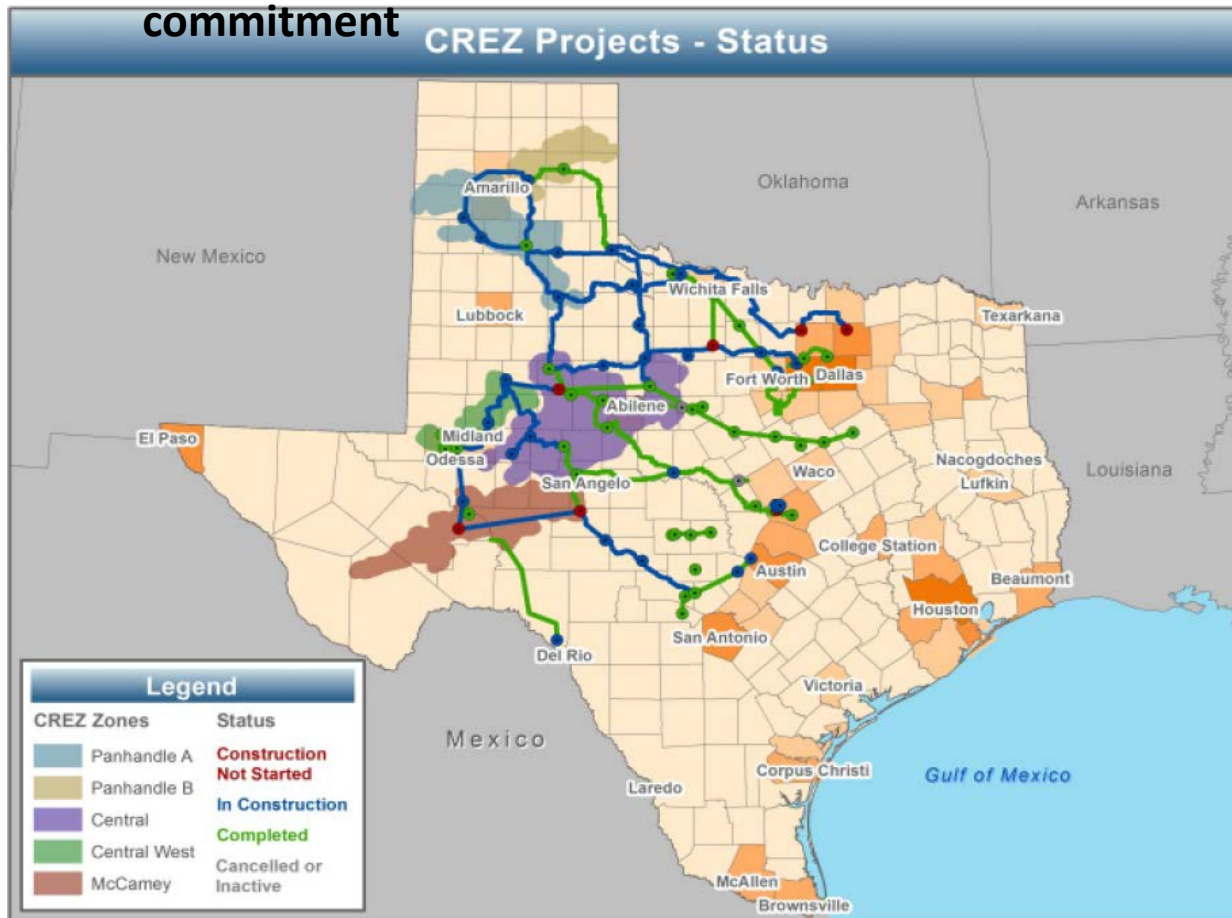 commitment
CREZ Projects - Status
Oklahoma
Arkansas
New Mexico
Amarillo
Wichita Falls
Lubbock
Texarkana
Fort Worth
Dallas
Abilene
El Paso
Midland
Odessa
San Angelo
Waco
Nacogdoches
Lufkin
Louisiana
College Station
Austin
Beaumont
Houston
San Antonio
Del Rio
Victoria
Mexico
Corpus Christi
Gulf of Mexico
Laredo
McAllen
Brownsville
Legend
CREZ Zones
Panhandle A
Panhandle B
Central
Central West
McCamey
Status
Construction
Not Started
In Construction
Completed
Cancelled or
Inactive